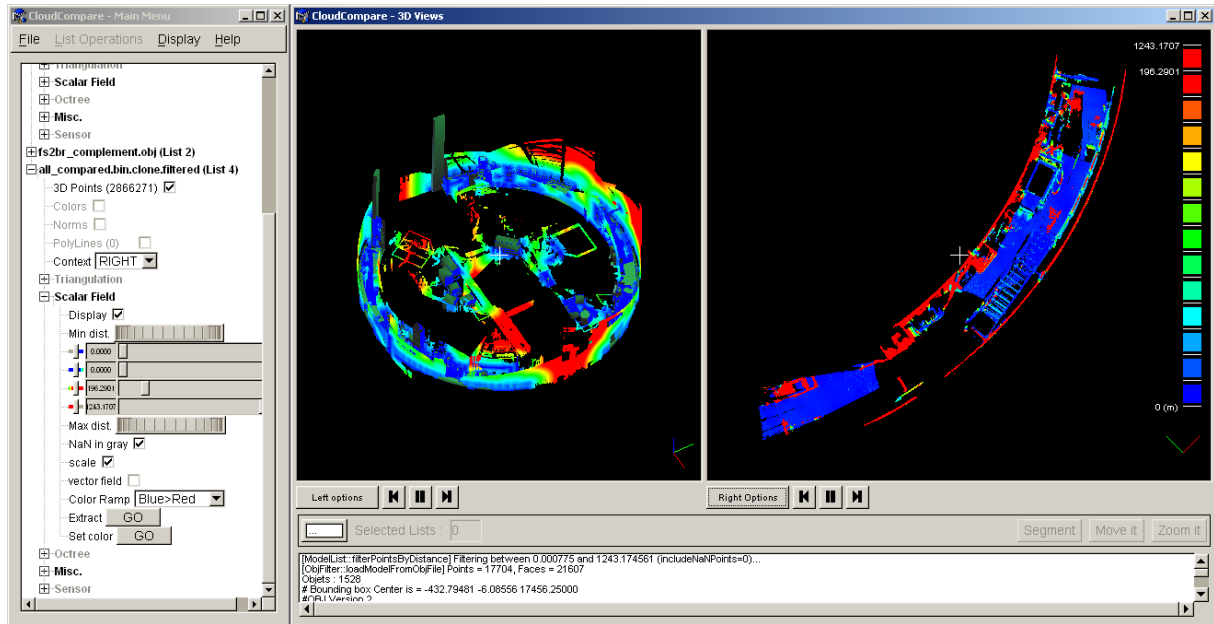 CloudCompare - Main Menu
File List Operations Display Help
Triangulation
Scalar Field
Octree
Misc.
Sensor
fs2br_complement.obj (List 2)
all_compared.bin.clone.filtered (List 4)
3D Points (2866271)
Colors
Norms
PolyLines (0)
Context RIGHT
Triangulation
Scalar Field
Display
Min dist.
0.0000
0.0000
196.2901
1243.1707
Max dist.
NaN in gray
scale
vector field
Color Ramp Blue>Red
Extract GO
Set color GO
Octree
Misc.
Sensor
CloudCompare - 3D Views
1243.1707
196.2901
0 (m)
Left options
Right Options
... Selected Lists : 0 Segment Move it Zoom it
[ModelList::filterPointsByDistance] Filtering between 0.000775 and 1243.174561 (includeNaNPoints=0)...
[ObjFilter::loadModelFromObjFile] Points = 17704, Faces = 21607
Objets : 1528
# Bounding box Center is = -432.79481 -6.08556 17456.25000
#OBJ Version 2